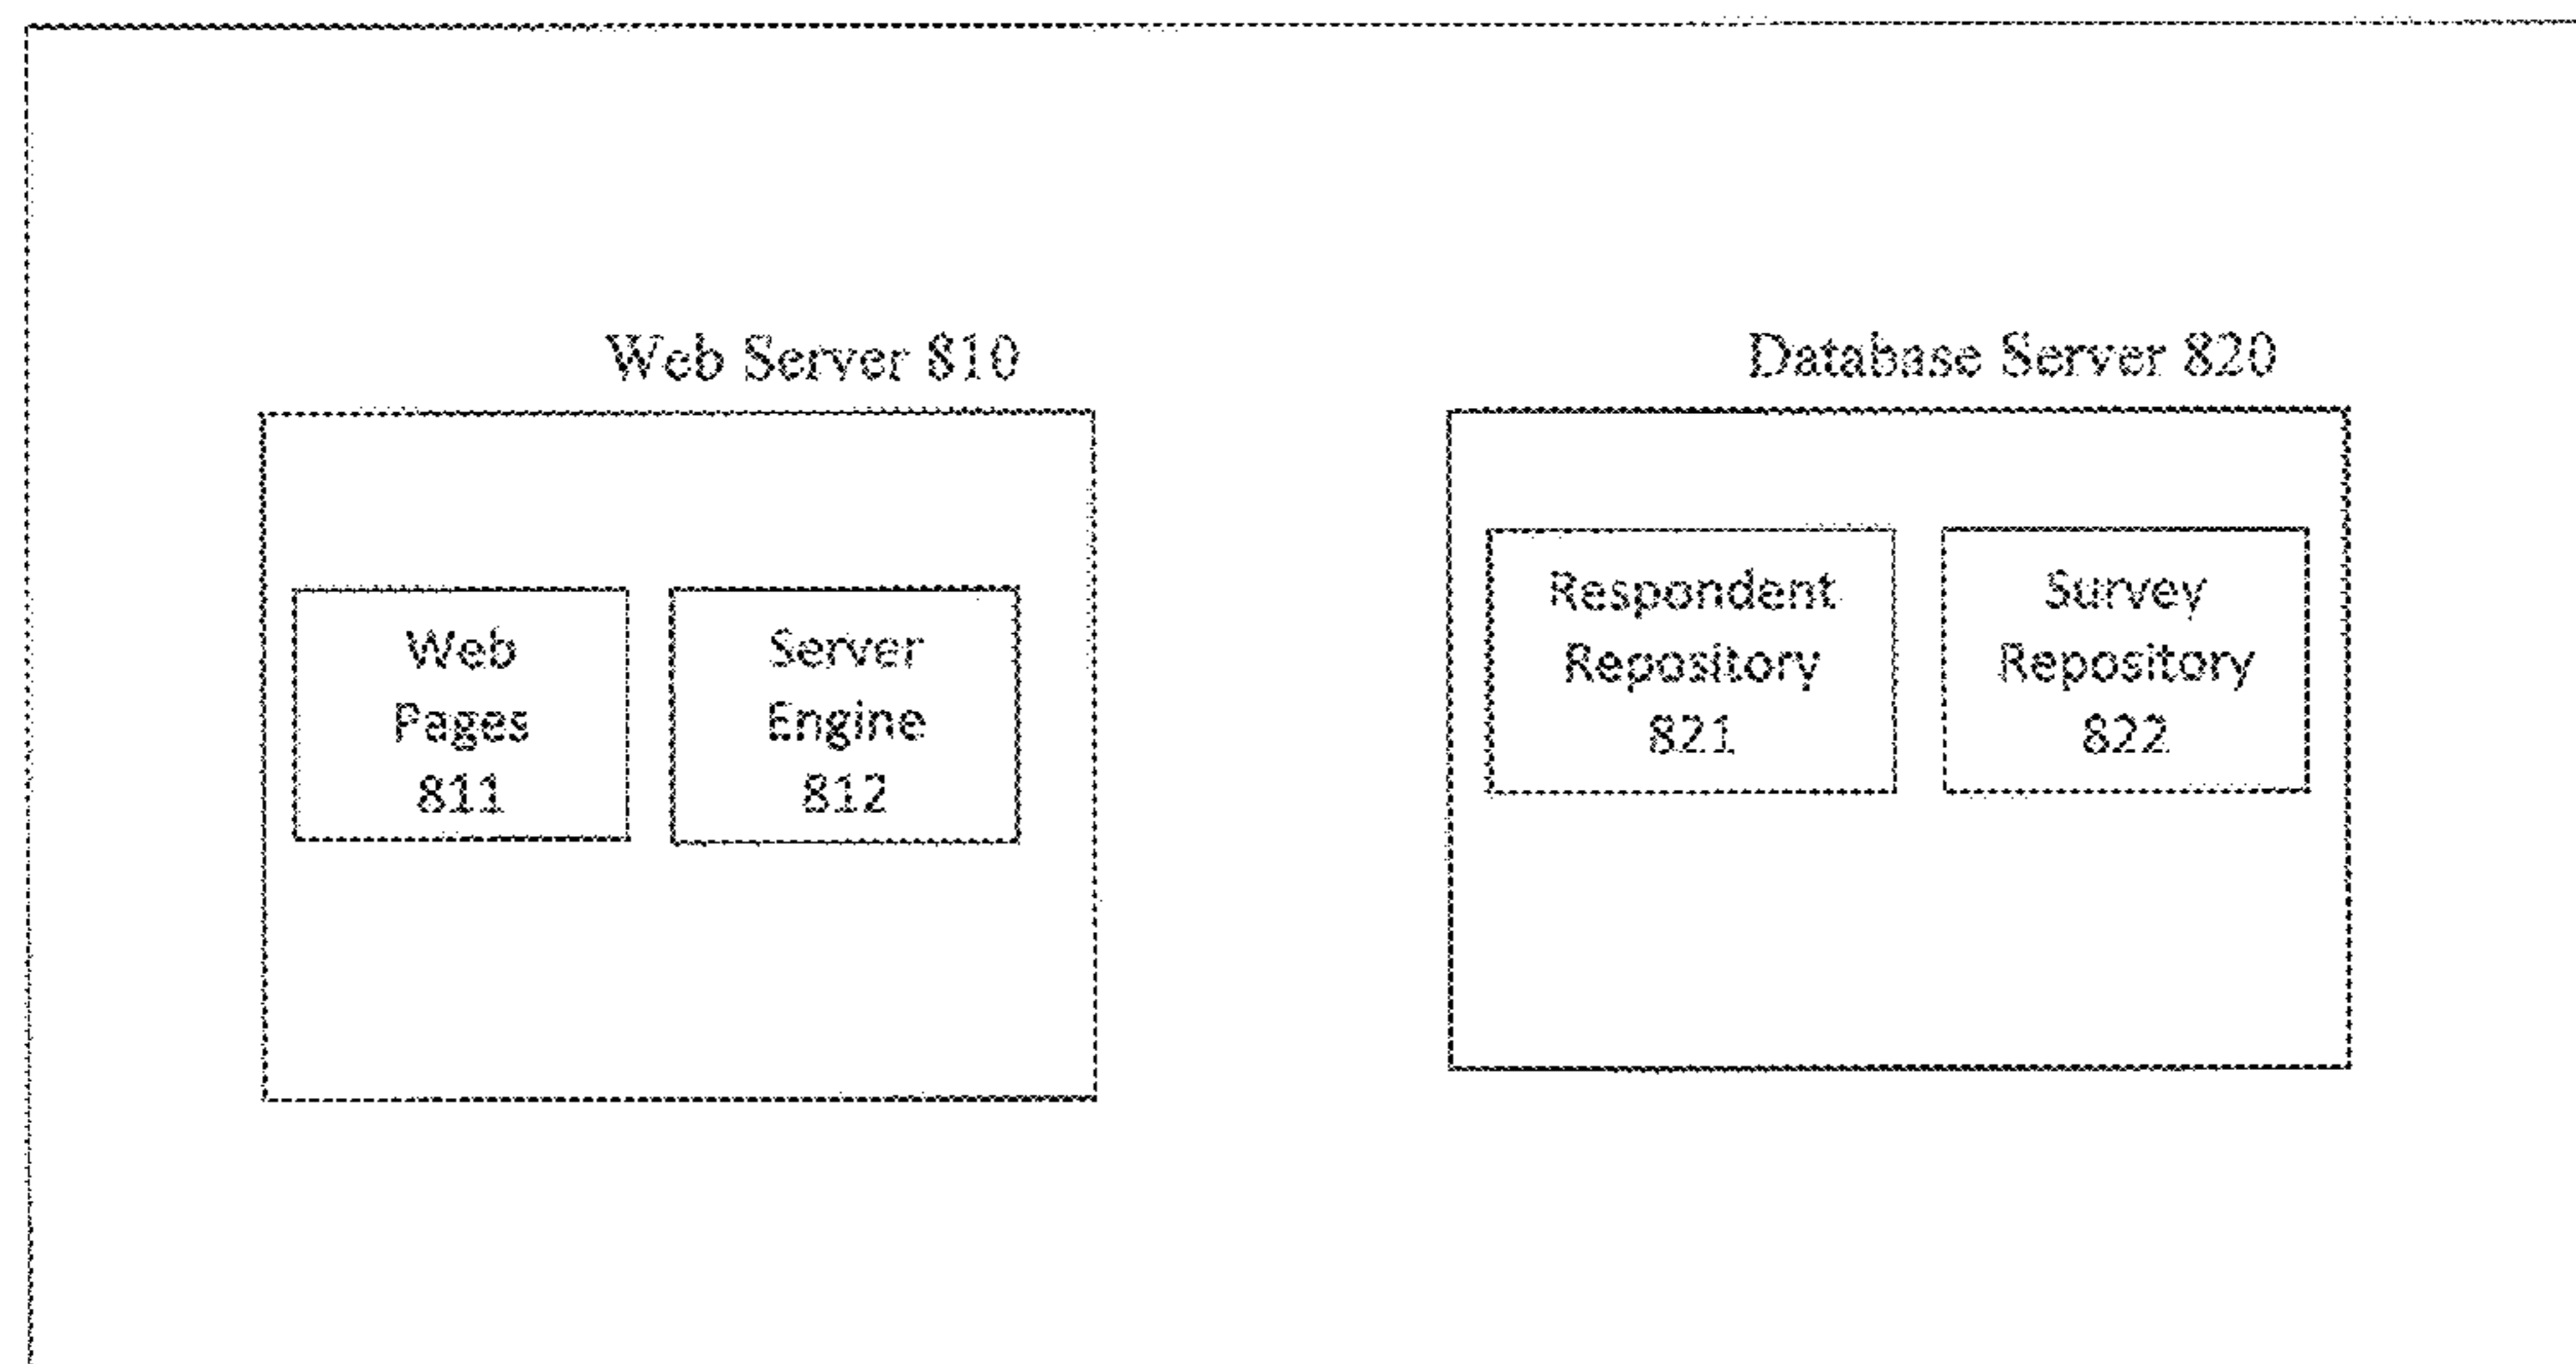 Web Server 810
Database Server 820
Web
Pages
811
Server
Engine
812
Respondent
Repository
821
Survey
Repository
822